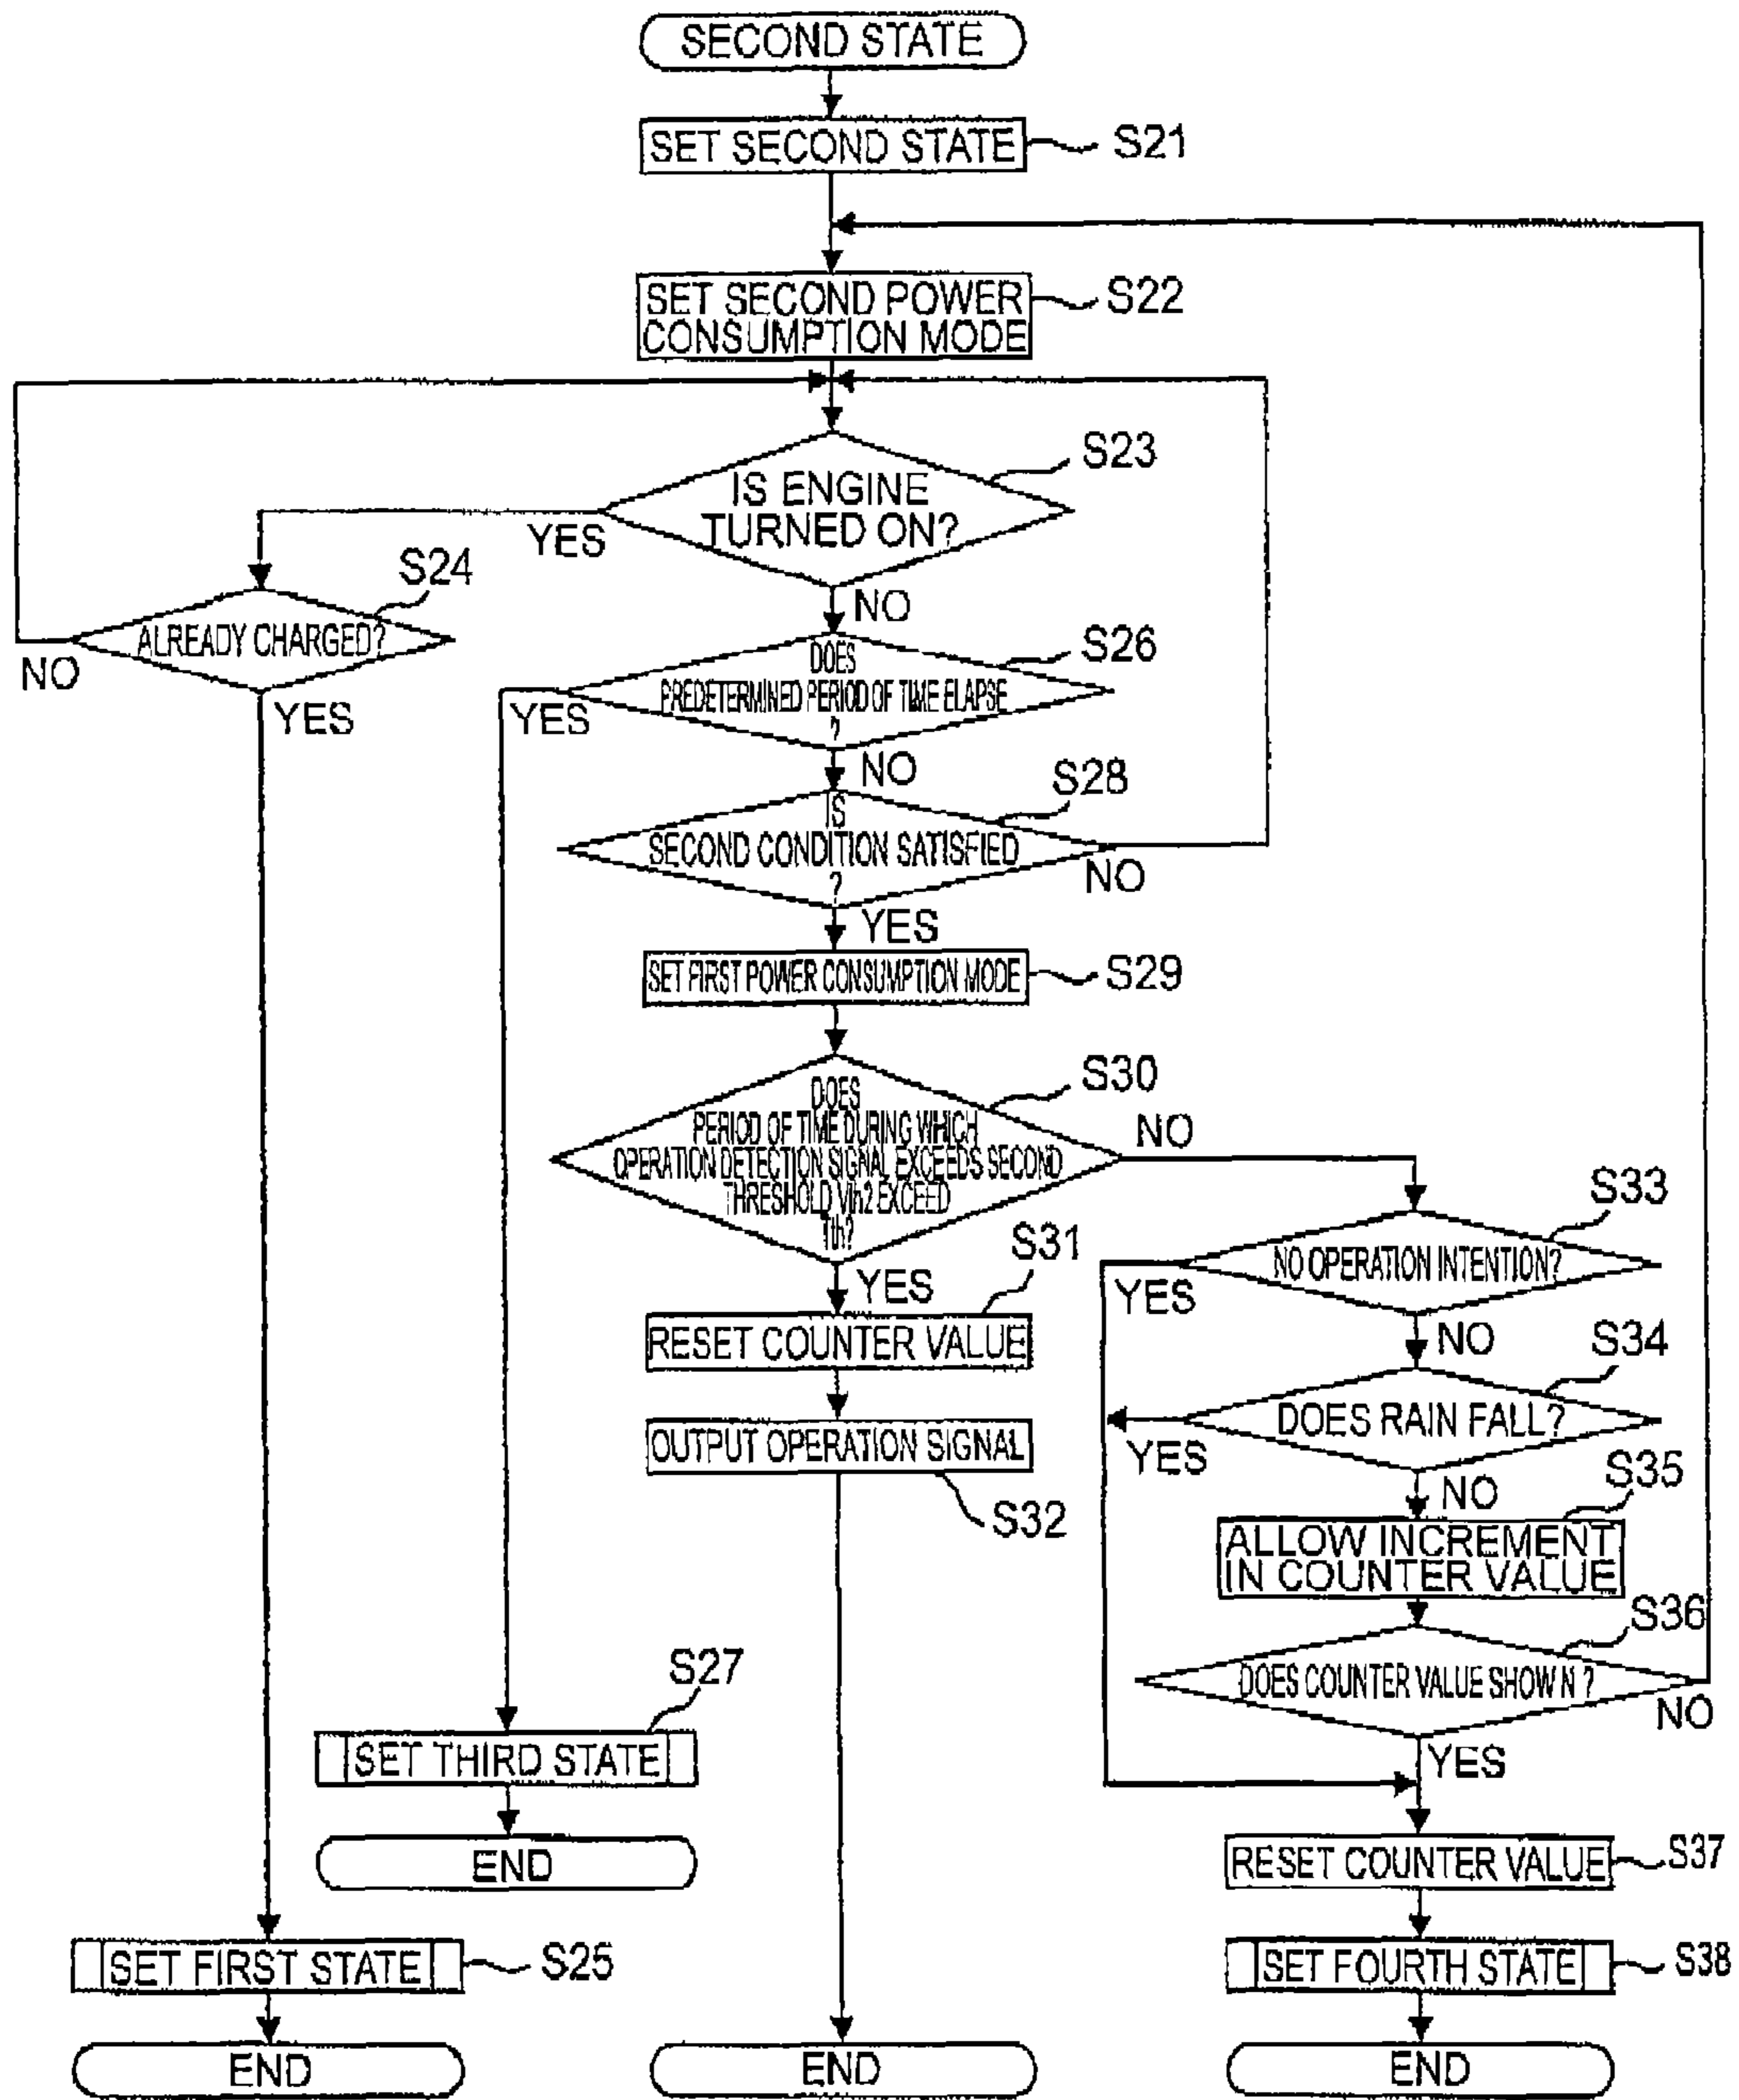 SECOND STATE
SET SECOND STATE
S21
SET SECOND POWER
CONSUMPTION MODE
S22
IS ENGINE
TURNED ON?
S23
YES
NO
ALREADY CHARGED?
S24
NO
YES
DOES
PREDETERMINED PERIOD OF TIME ELAPSE
?
S26
YES
NO
IS
SECOND CONDITION SATISFIED
?
S28
NO
YES
SET FIRST POWER CONSUMPTION MODE
S29
DOES
PERIOD OF TIME DURING WHICH
OPERATION DETECTION SIGNAL EXCEEDS SECOND
THRESHOLD Vth2 EXCEED
Tth?
S30
NO
YES
NO OPERATION INTENTION?
S33
YES
NO
RESET COUNTER VALUE
S31
DOES RAIN FALL?
S34
YES
NO
OUTPUT OPERATION SIGNAL
S32
ALLOW INCREMENT
IN COUNTER VALUE
S35
DOES COUNTER VALUE SHOW N ?
S36
NO
YES
SET THIRD STATE
S27
END
RESET COUNTER VALUE
S37
SET FIRST STATE
S25
SET FOURTH STATE
S38
END
END
END